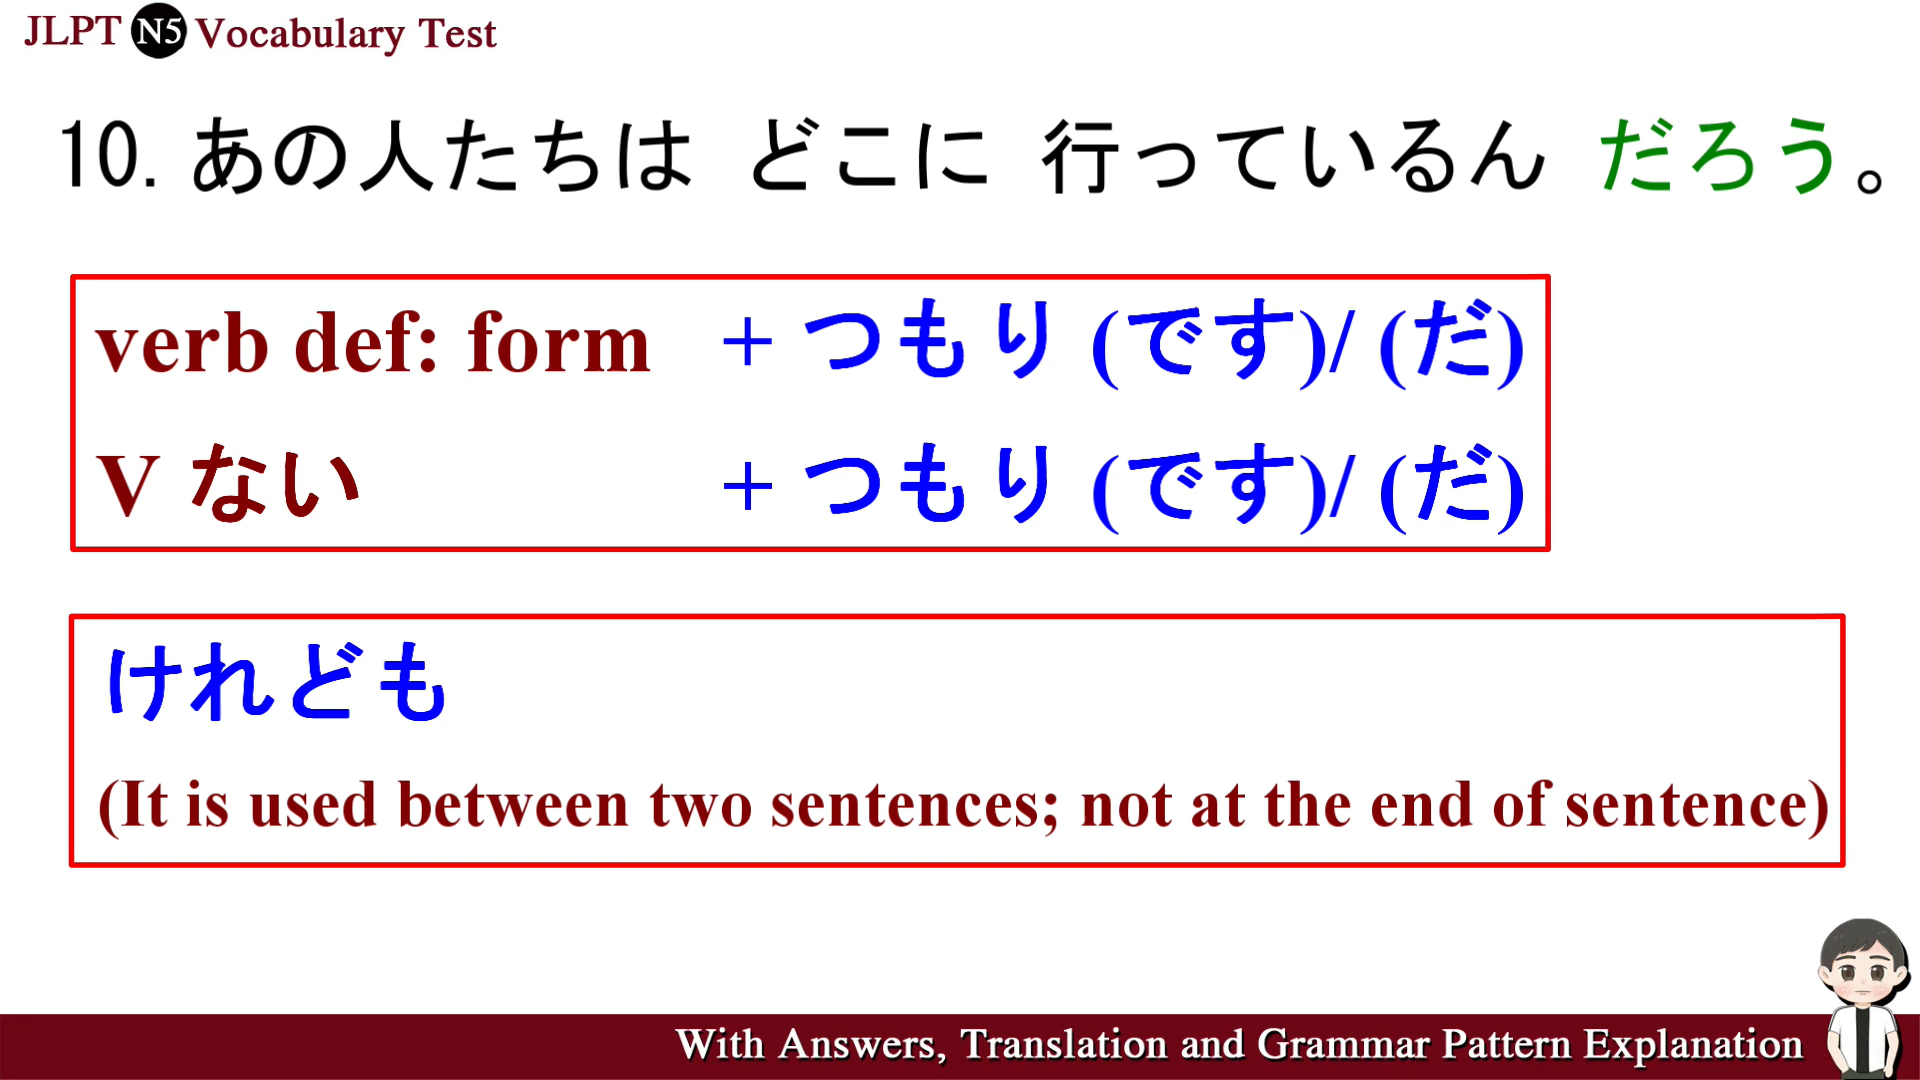 JLPT N5 Vocabulary Test
10.あの人たちは どこに 行っているん だろう。
verb def: form + つもり (です)/ (だ)
V ない + つもり (です)/ (だ)
けれども
(It is used between two sentences; not at the end of sentence)
With Answers, Translation and Grammar Pattern Explanation